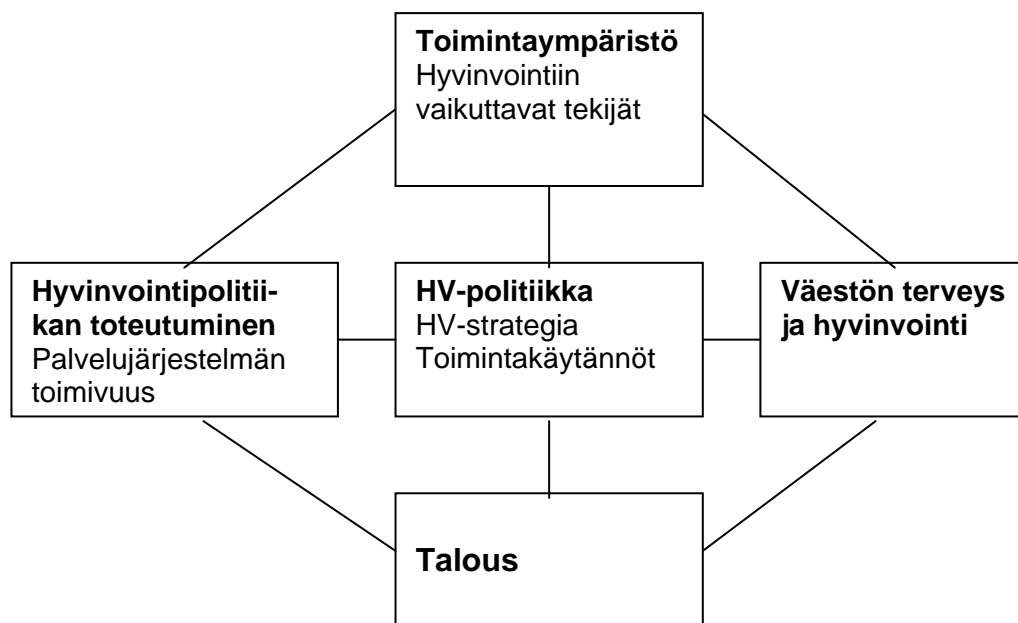 Toimintaympäristö
Hyvinvointiin
vaikuttavat tekijät
Hyvinvointipolitii-
kan toteutuminen
Palvelujärjestelmän
toimivuus
HV-politiikka
HV-strategia
Toimintakäytännöt
Väestön terveys
ja hyvinvointi
Talous